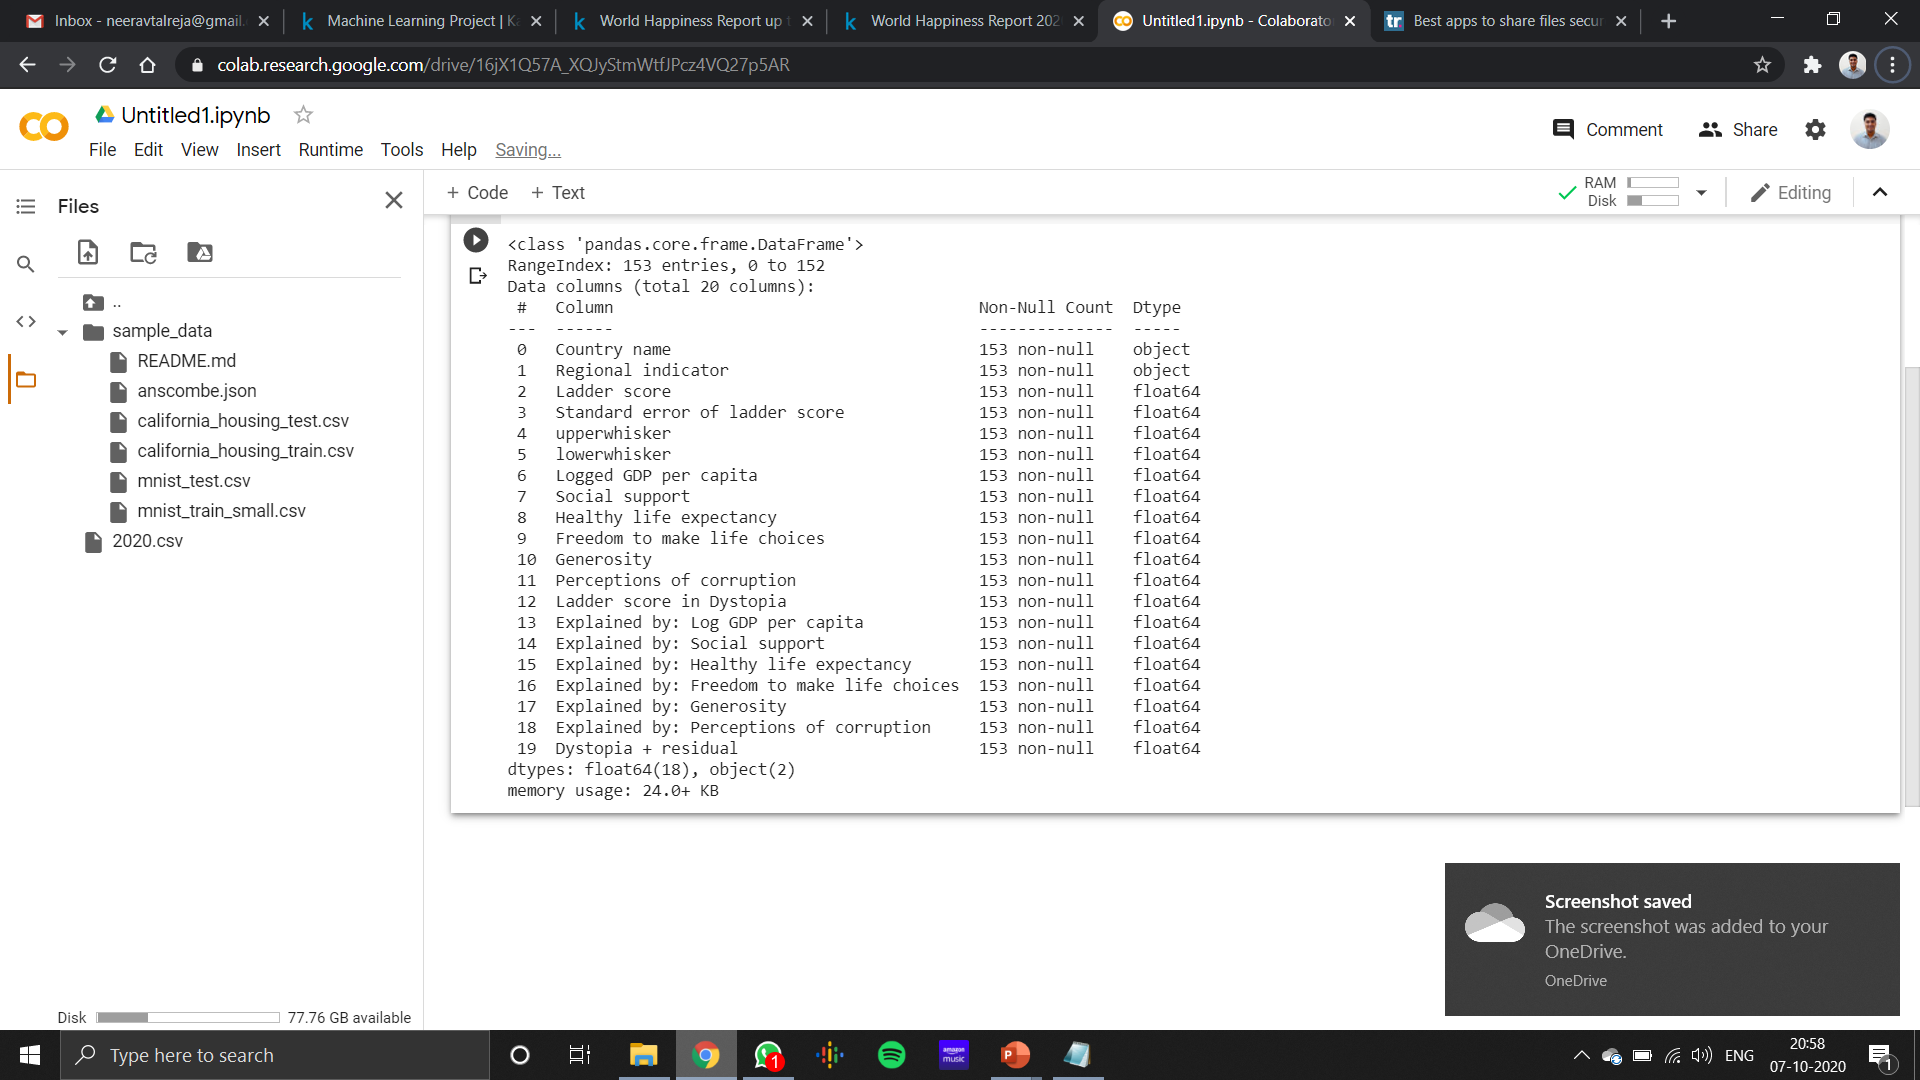 Inbox - neeravtalreja@gmail.
Machine Learning Project | K
World Happiness Report up t
World Happiness Report 202
Untitled1.ipynb - Colaborato
tr Best apps to share files secur
colab.research.google.com/drive/16jX1Q57A_XQJyStmWtfJPcz4VQ27p5AR
Untitled1.ipynb
File Edit View Insert Runtime Tools Help Saving...
Comment Share
Files
+ Code + Text
RAM
Disk
Editing
..
sample_data
README.md
anscombe.json
california_housing_test.csv
california_housing_train.csv
mnist_test.csv
mnist_train_small.csv
2020.csv
Disk 77.76 GB available
<class 'pandas.core.frame.DataFrame'>
RangeIndex: 153 entries, 0 to 152
Data columns (total 20 columns):
# Column Non-Null Count Dtype
--- ------ -------------- -----
0 Country name 153 non-null object
1 Regional indicator 153 non-null object
2 Ladder score 153 non-null float64
3 Standard error of ladder score 153 non-null float64
4 upperwhisker 153 non-null float64
5 lowerwhisker 153 non-null float64
6 Logged GDP per capita 153 non-null float64
7 Social support 153 non-null float64
8 Healthy life expectancy 153 non-null float64
9 Freedom to make life choices 153 non-null float64
10 Generosity 153 non-null float64
11 Perceptions of corruption 153 non-null float64
12 Ladder score in Dystopia 153 non-null float64
13 Explained by: Log GDP per capita 153 non-null float64
14 Explained by: Social support 153 non-null float64
15 Explained by: Healthy life expectancy 153 non-null float64
16 Explained by: Freedom to make life choices 153 non-null float64
17 Explained by: Generosity 153 non-null float64
18 Explained by: Perceptions of corruption 153 non-null float64
19 Dystopia + residual 153 non-null float64
dtypes: float64(18), object(2)
memory usage: 24.0+ KB
Screenshot saved
The screenshot was added to your
OneDrive.
OneDrive
Type here to search
1
amazon
music
P
ENG
20:58
07-10-2020
1